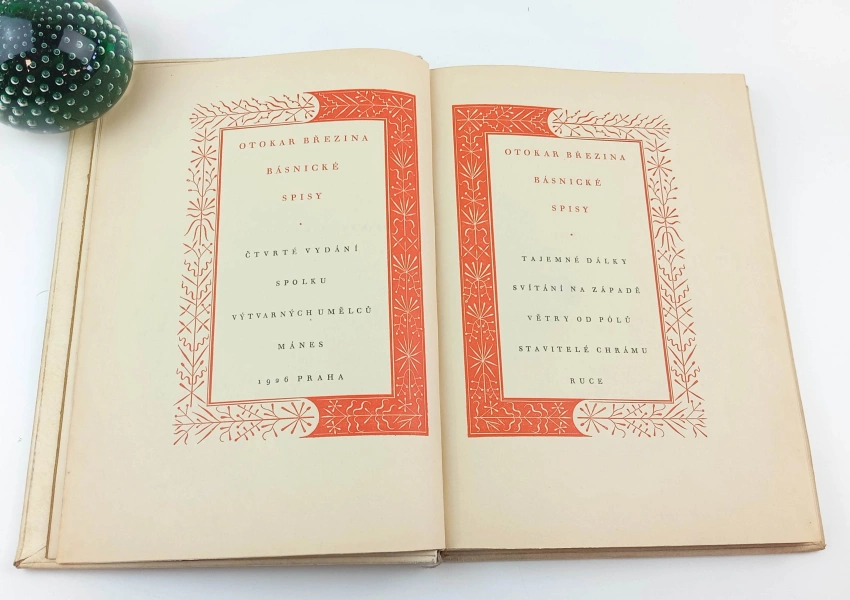 OTOKAR BŘEZINA
BÁSNICKÉ
SPISY
ČTVRTÉ VYDÁNÍ
SPOLKU
VÝTVARNÝCH UMĚLCŮ
MÁNES
1926 PRAHA
OTOKAR BŘEZINA
BÁSNICKÉ
SPISY
TAJEMNÉ DÁLKY
SVÍTÁNÍ NA ZÁPADĚ
VĚTRY OD PÓLŮ
STAVITELÉ CHRÁMU
RUCE